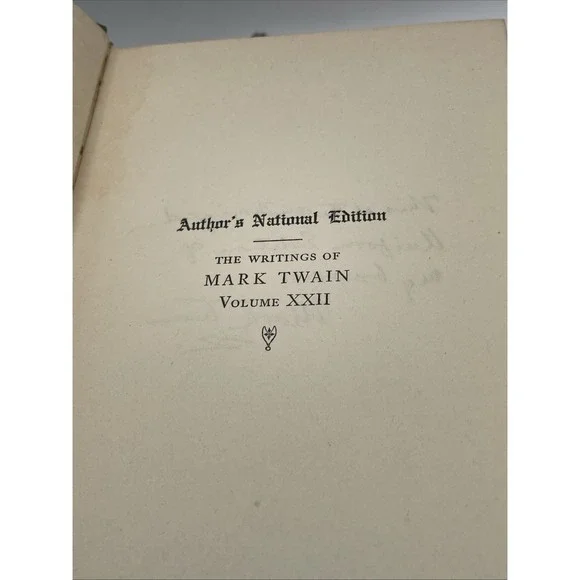 Author's National Edition
THE WRITINGS OF
MARK TWAIN
VOLUME XXII